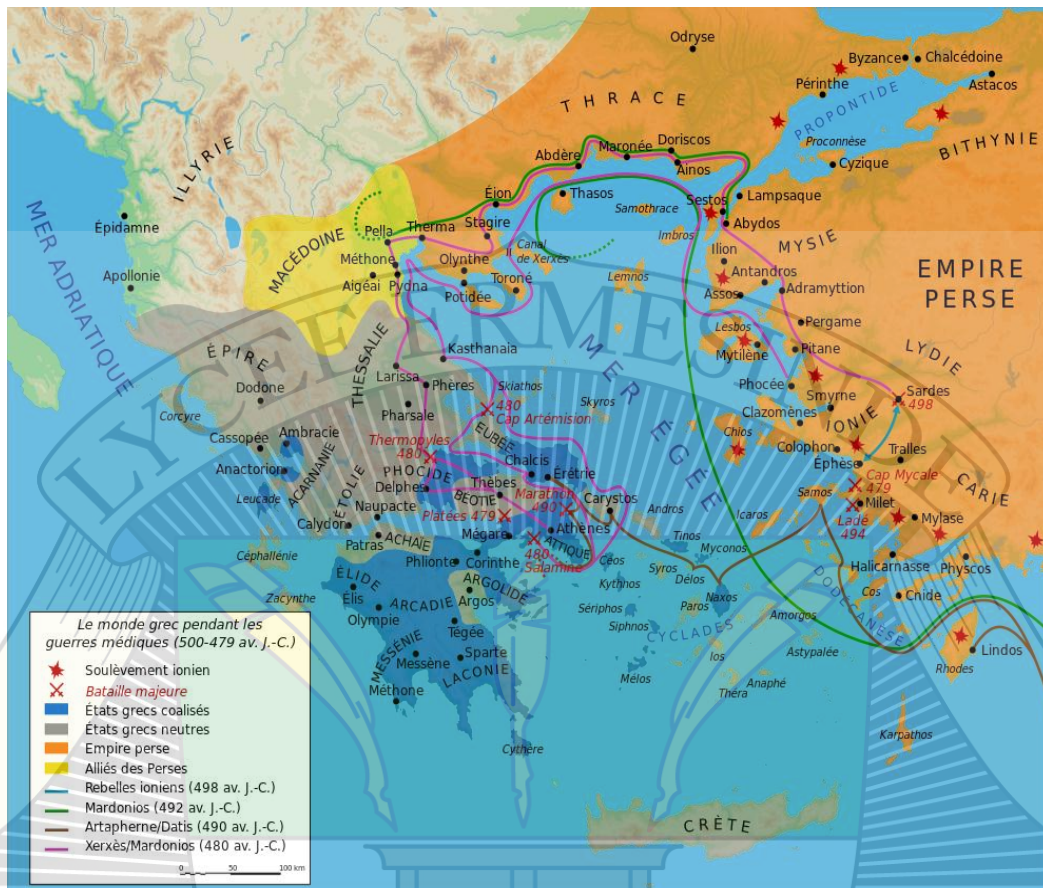 Odryse
Byzance
Chalcédoine
Périnthe
Astacos
THRACE
PROPONTIDE
Proconnèse
BITHYNIE
Cyzique
Doriscos
Maronée
Abdère
Ainos
ILLYRIE
Éion
Thasos
Lampsaque
Samothrace
Sestos
Stagire
Abydos
Épidamne
Pella
Therma
Imbros
MYSIE
MER ADRIATIQUE
MACÉDOINE
Canal
de Xerxès
Ilion
Méthone
Olynthe
Lemnos
Antandros
EMPIRE
PERSE
Apollonie
Aigéai
Pydna
Toroné
Potidée
Assos
Adramyttion
Lesbos
Pergame
ÉPIRE
THESSALIE
Kasthanaia
MER ÉGÉE
Mytilène
Pitane
LYDIE
Larissa
Phères
Skiathos
Dodone
Phocée
Sardes
498
Corcyre
Pharsale
480
Cap Artémision
Skyros
Smyrne
Clazomènes
IONIE
Cassopée
Ambracie
Thermopyles
480
EUBÉE
Chios
Colophon
Tralles
Anactorion
ACARNANIE
PHOCIDE
Chalcis
Érétrie
Éphèse
Cap Mycale
479
CARIE
Leucade
ÉTOLIE
Delphes
Thèbes
BÉOTIE
Marathon
490
Carystos
Samos
Milet
Naupacte
Platées 479
Andros
Icaros
Ladé
494
Mylase
Calydon
Athènes
Patras
ACHAÏE
Mégare
ATTIQUE
Tinos
Myconos
Céphallénie
480
Salamine
Céos
Halicarnasse
Physcos
Phlionte
Corinthe
Syros
Délos
ÉLIDE
ARGOLIDE
Kythnos
DODÉCANÈSE
Zacynthe
Élis
Argos
Naxos
Cos
Cnide
ARCADIE
Sériphos
Paros
Amorgos
Olympie
Tégée
Siphnos
CYCLADES
MESSÉNIE
Astypalée
Lindos
Messène
Sparte
Ios
Rhodes
LACONIE
Mélos
Anaphé
Méthone
Théra
Cythère
Karpathos
CRÈTE
Le monde grec pendant les
guerres médiques (500-479 av. J.-C.)
Soulèvement ionien
Bataille majeure
États grecs coalisés
États grecs neutres
Empire perse
Alliés des Perses
Rebelles ioniens (498 av. J.-C.)
Mardonios (492 av. J.-C.)
Artapherne/Datis (490 av. J.-C.)
Xerxès/Mardonios (480 av. J.-C.)
0 50 100 km